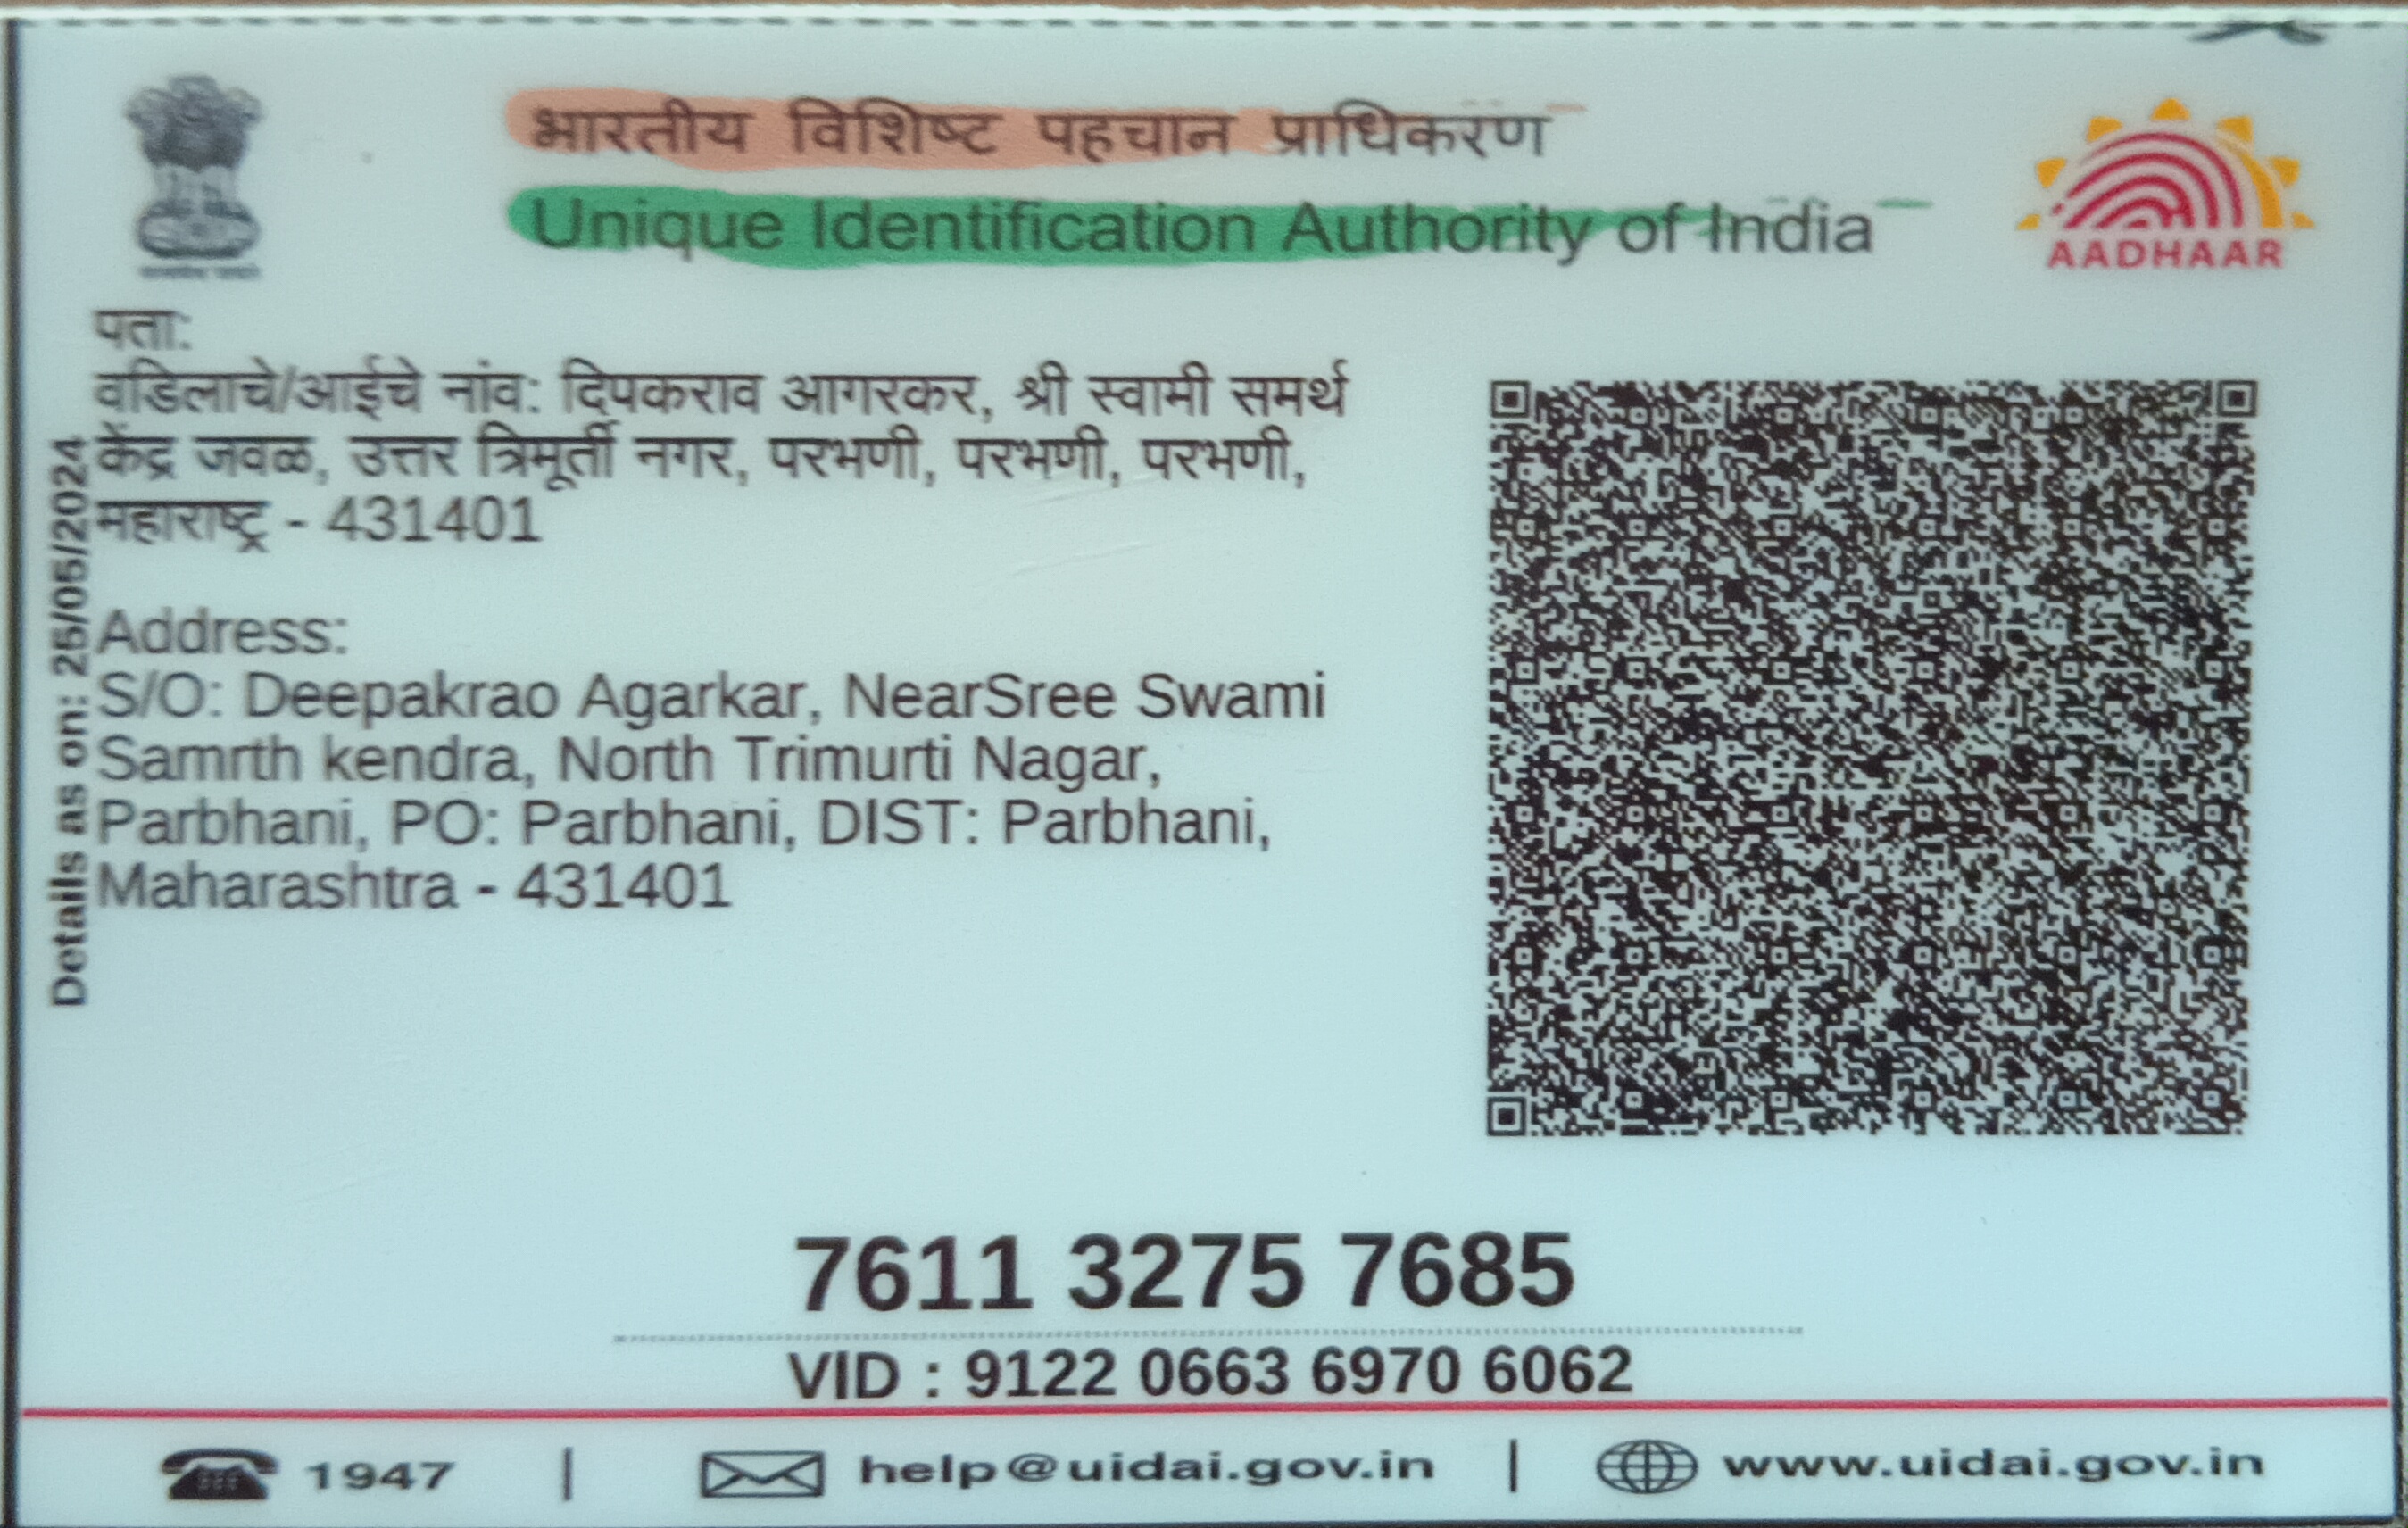 भारतीय विशिष्ट पहचान प्राधिकरण
Unique Identification Authority of India
AADHAAR
पता:
वडिलाचे/आईचे नांव: दिपकराव आगरकर, श्री स्वामी समर्थ
केंद्र जवळ, उत्तर त्रिमूर्ती नगर, परभणी, परभणी, परभणी,
महाराष्ट्र - 431401
Address:
S/O: Deepakrao Agarkar, NearSree Swami
Samrth kendra, North Trimurti Nagar,
Parbhani, PO: Parbhani, DIST: Parbhani,
Maharashtra - 431401
Details as on: 25/05/2024
7611 3275 7685
VID : 9122 0663 6970 6062
1947 | help@uidai.gov.in | www.uidai.gov.in